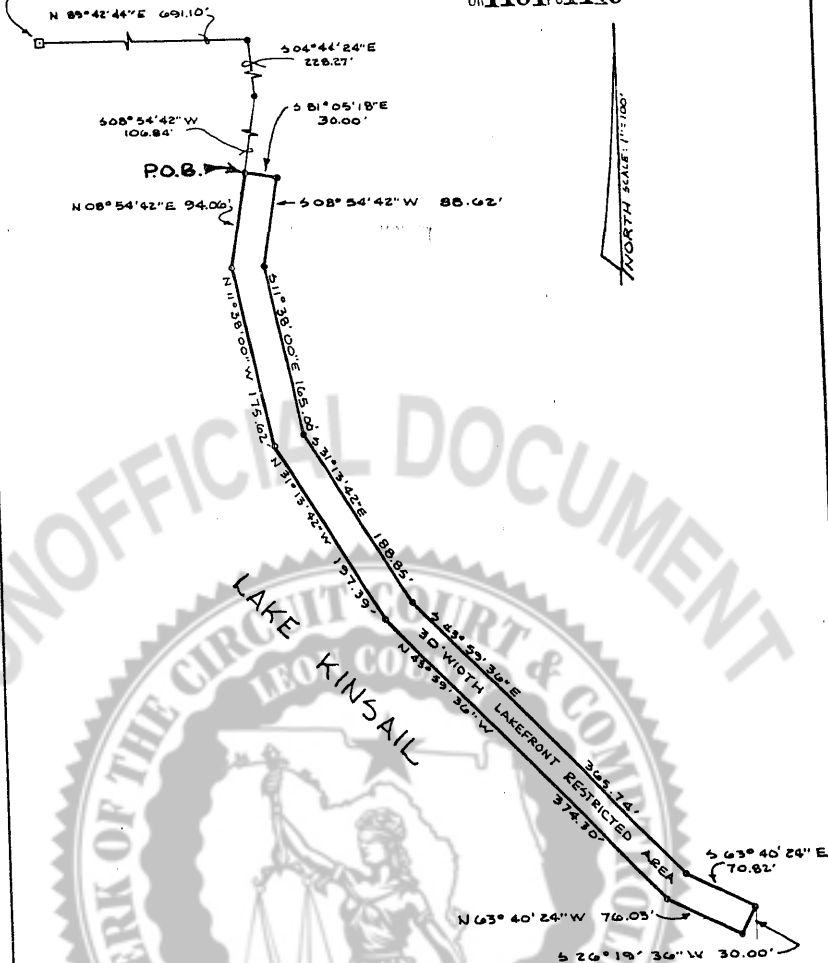 N 89°42'44"E 691.10'
S 04°44'24"E
228.27'
S 81°05'18"E
30.00'
S08°54'42"W
106.84'
P.O.B.
N 08°54'42"E 94.06'
S 08°54'42"W 88.62'
NORTH SCALE: 1"=100'
N 11°38'00"W 175.62'
S 11°38'00"E 165.00'
N 31°13'42"W 197.39'
S 31°13'42"E 188.85'
UNOFFICIAL DOCUMENT
LAKE KINSAIL
S 43°59'36"E 365.74'
30' WIDTH LAKEFRONT RESTRICTED AREA
N 43°59'36"W 374.30'
S 63°40'24"E
70.82'
N 63°40'24"W 76.03'
S 26°19'36"W 30.00'
CLERK OF THE CIRCUIT COURT & COMPTROLLER
LEON COUNTY